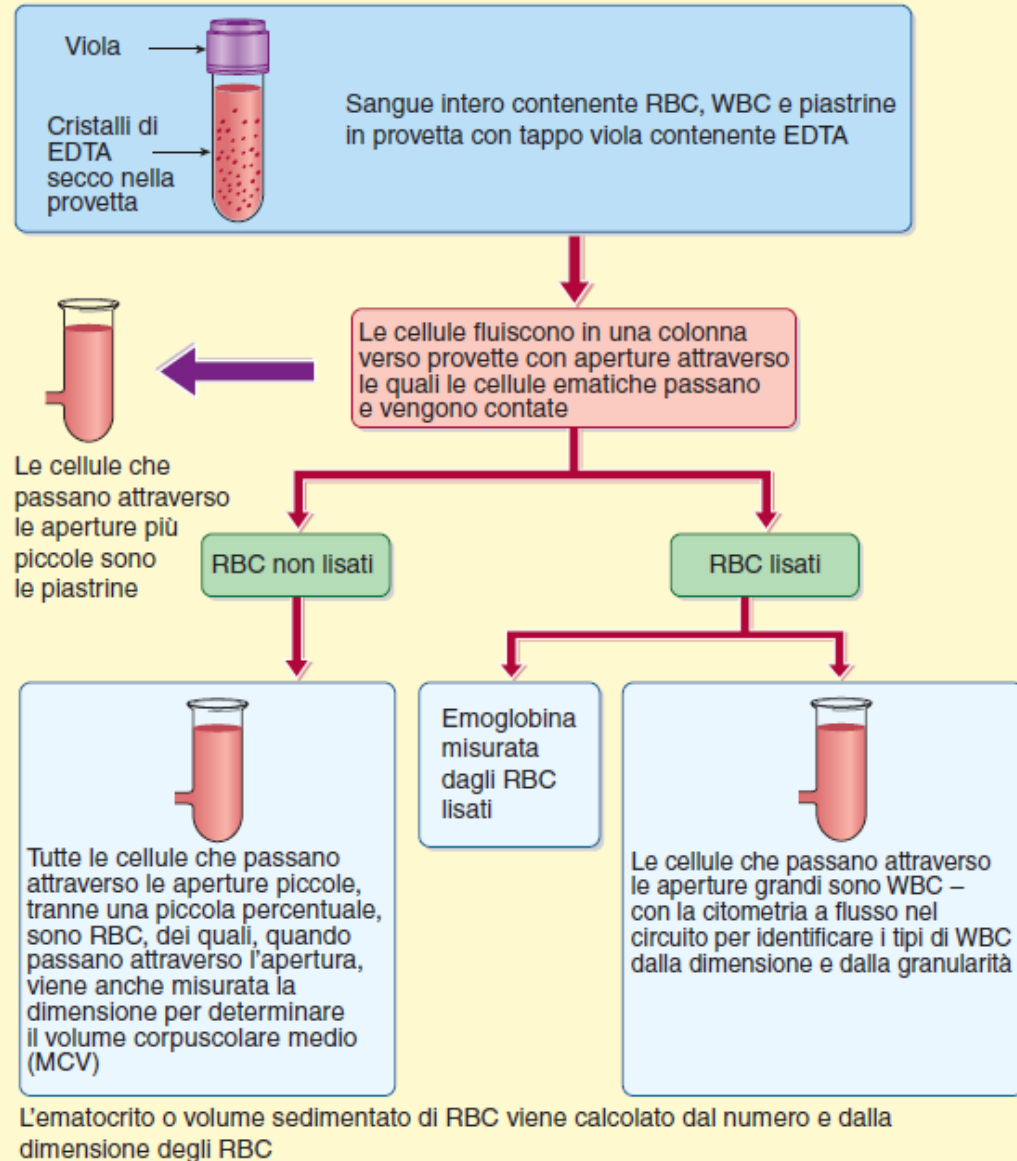 Viola
Cristalli di
EDTA
secco nella
provetta
Sangue intero contenente RBC, WBC e piastrine
in provetta con tappo viola contenente EDTA
Le cellule fluiscono in una colonna
verso provette con aperture attraverso
le quali le cellule ematiche passano
e vengono contate
Le cellule che
passano attraverso
le aperture più
piccole sono
le piastrine
RBC non lisati
RBC lisati
Tutte le cellule che passano
attraverso le aperture piccole,
tranne una piccola percentuale,
sono RBC, dei quali, quando
passano attraverso l'apertura,
viene anche misurata la
dimensione per determinare
il volume corpuscolare medio
(MCV)
Emoglobina
misurata
dagli RBC
lisati
Le cellule che passano attraverso
le aperture grandi sono WBC –
con la citometria a flusso nel
circuito per identificare i tipi di WBC
dalla dimensione e dalla granularità
L'ematocrito o volume sedimentato di RBC viene calcolato dal numero e dalla
dimensione degli RBC